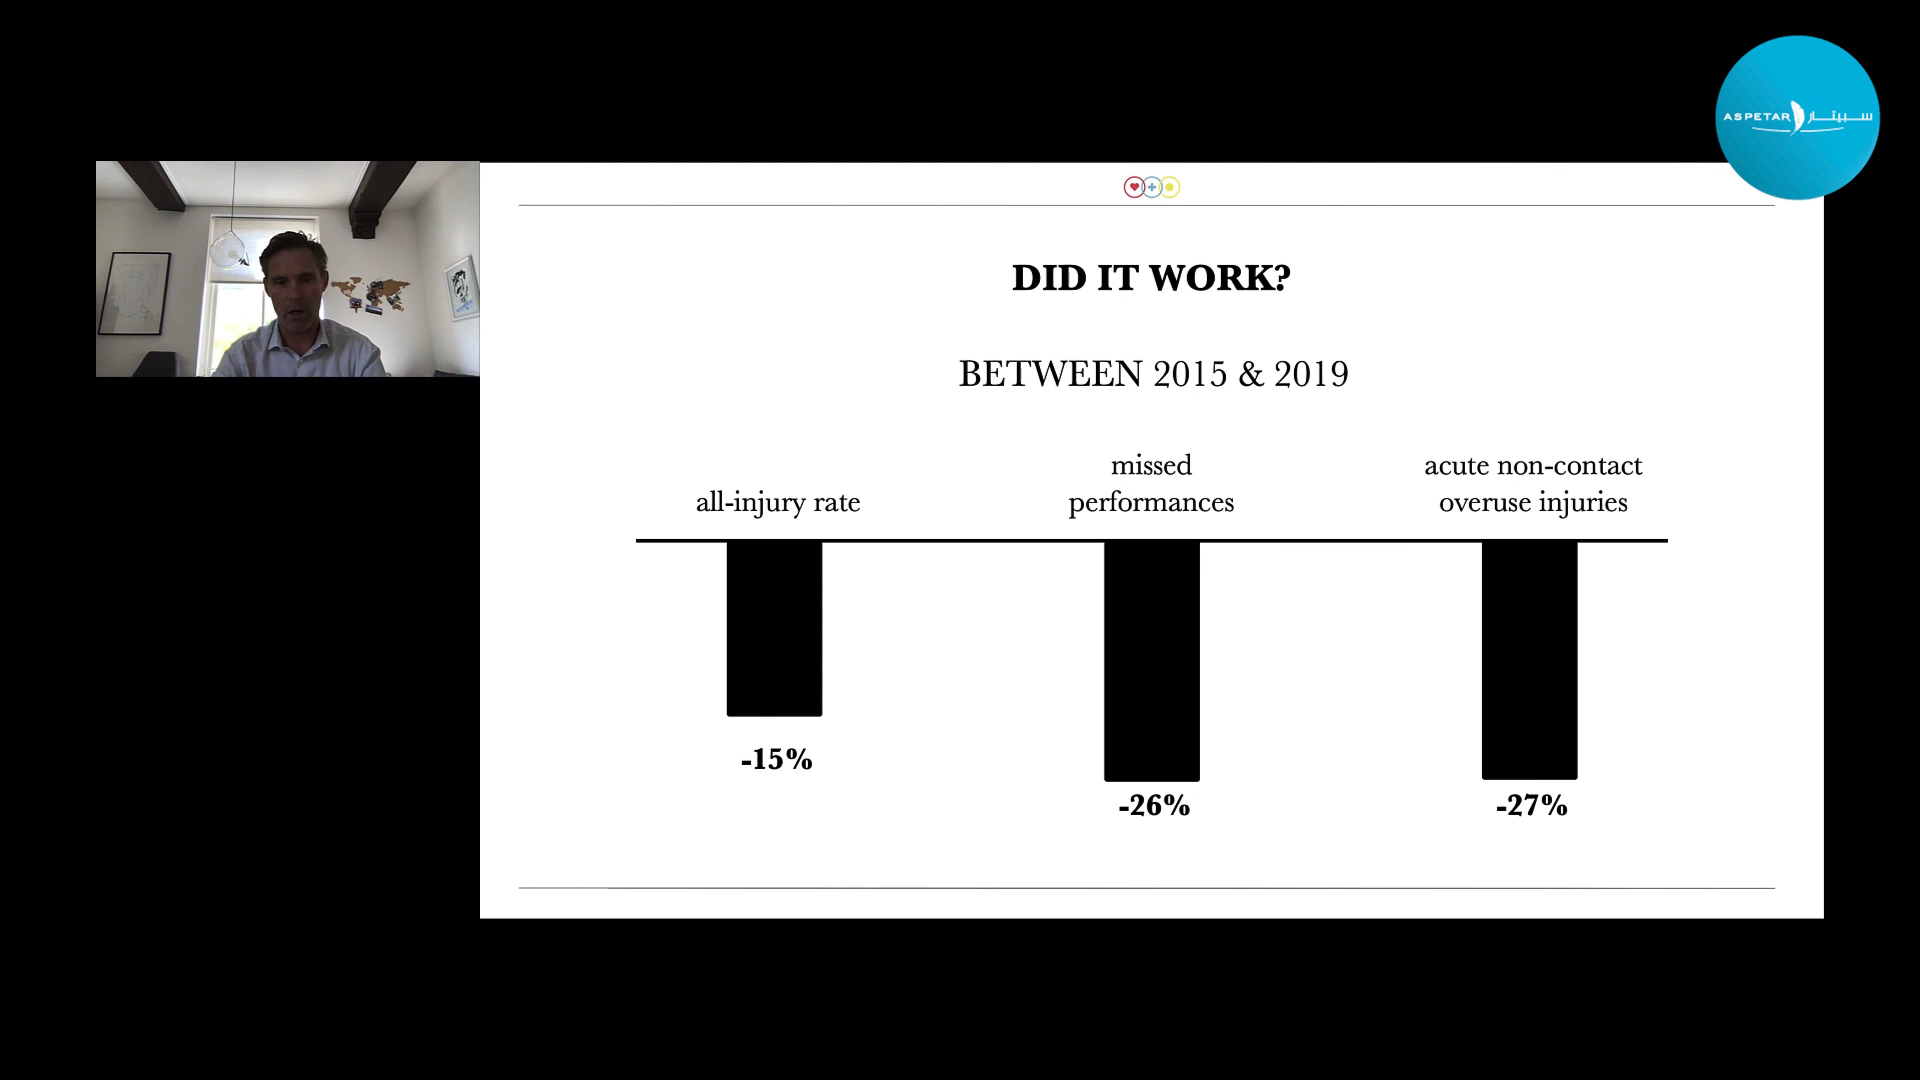 ASPETAR سبيتار
DID IT WORK?
BETWEEN 2015 & 2019
all-injury rate
missed
performances
acute non-contact
overuse injuries
-15%
-26%
-27%